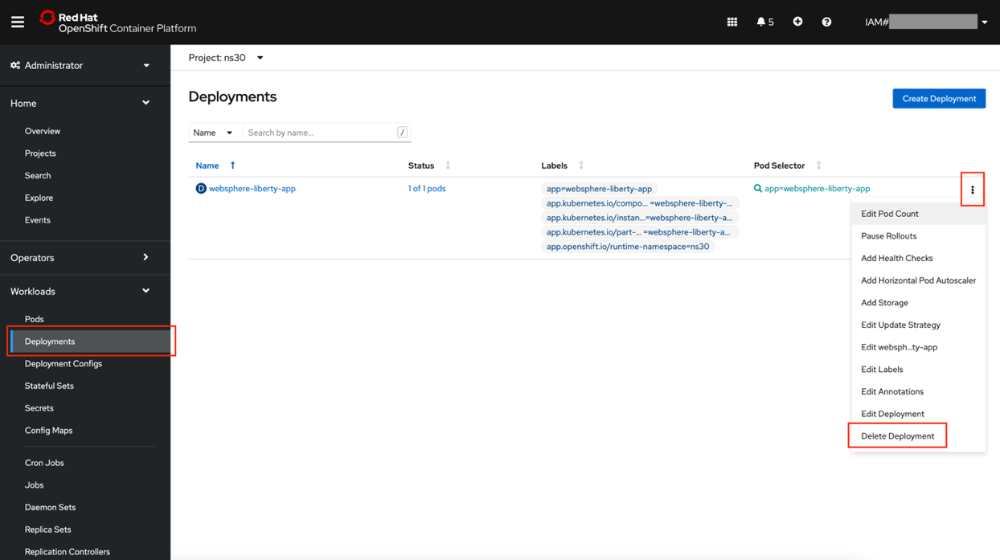 Red Hat
OpenShift Container Platform
5
IAM#
Administrator
Project: ns30
Home
Overview
Projects
Search
Explore
Events
Operators
Workloads
Pods
Deployments
Deployment Configs
Stateful Sets
Secrets
Config Maps
Cron Jobs
Jobs
Daemon Sets
Replica Sets
Replication Controllers
Deployments
Create Deployment
Name
Search by name...
/
Name Status Labels Pod Selector
D websphere-liberty-app 1 of 1 pods app=websphere-liberty-app app=websphere-liberty-app
app.kubernetes.io/compo... =websphere-liberty-...
app.kubernetes.io/instan...=websphere-liberty-a...
app.kubernetes.io/part-... =websphere-liberty-a...
app.openshift.io/runtime-namespace=ns30
Edit Pod Count
Pause Rollouts
Add Health Checks
Add Horizontal Pod Autoscaler
Add Storage
Edit Update Strategy
Edit websph...ty-app
Edit Labels
Edit Annotations
Edit Deployment
Delete Deployment